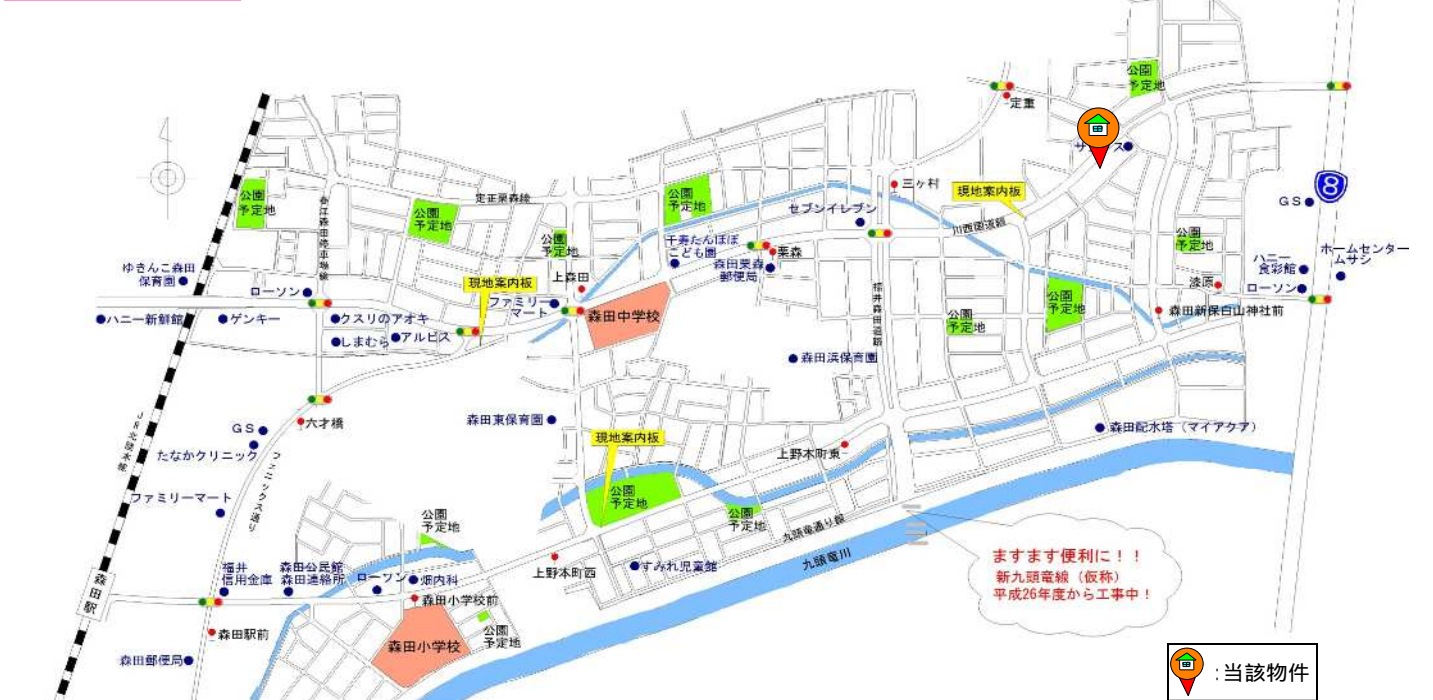 公園
予定地
定重
サ
ス
公園
予定地
定正栗森線
公園
予定地
公園
予定地
三ヶ村
現地案内板
8
GS
セブンイレブン
川西国道線
公園
予定地
千寿たんぽぽ
こども園
栗森
森田栗森
郵便局
公園
予定地
ホームセンター
ムサシ
ハニー
食彩館
ローソン
漆原
ゆきんこ森田
保育園
ローソン
現地案内板
上森田
ファミリー
マート
森田中学校
公園
予定地
公園
予定地
森田新保白山神社前
ハニー新鮮館
ゲンキー
クスリのアオキ
しまむら
アルビス
森田浜保育園
JR北陸本線
六才橋
GS
たなかクリニック
森田東保育園
現地案内板
上野本町東
森田配水塔(マイアクア)
フェニックス通り
ファミリーマート
公園
予定地
公園
予定地
公園
予定地
九頭竜通り線
九頭竜川
ますます便利に!!
新九頭竜線(仮称)
平成26年度から工事中!
福井
信用金庫
森田公民館
森田連絡所
ローソン
畑内科
上野本町西
すみれ児童館
森田駅
森田小学校前
森田駅前
森田小学校
公園
予定地
森田郵便局
:当該物件